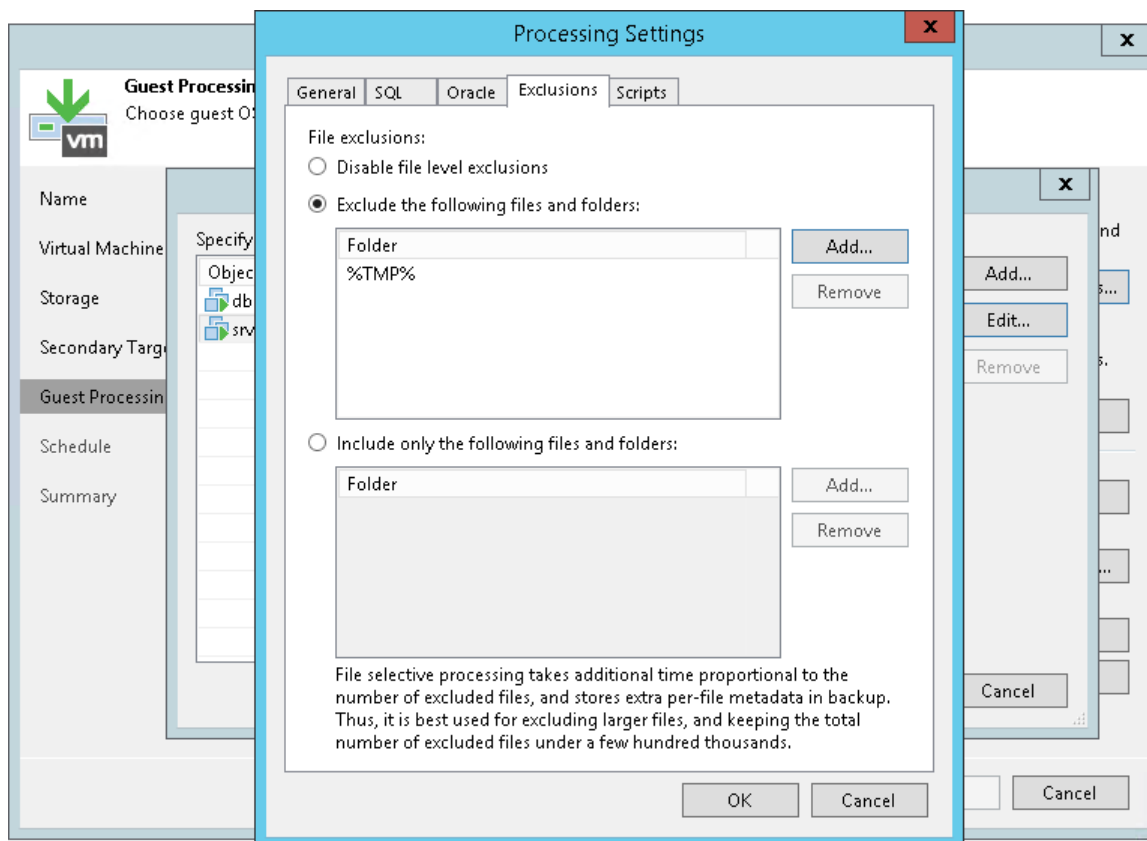 Processing Settings
x
x
Guest Processin
Choose guest O
vm
Name
Virtual Machine
Storage
Secondary Targ
Guest Processin
Schedule
Summary
x
Specify
Objec
db
srv
General
SQL
Oracle
Exclusions
Scripts
File exclusions:
Disable file level exclusions
Exclude the following files and folders:
Folder
%TMP%
Add...
Remove
Include only the following files and folders:
Folder
Add...
Remove
File selective processing takes additional time proportional to the
number of excluded files, and stores extra per-file metadata in backup.
Thus, it is best used for excluding larger files, and keeping the total
number of excluded files under a few hundred thousands.
OK
Cancel
Add...
Edit...
Remove
Cancel
nd
s...
s.
...
Cancel